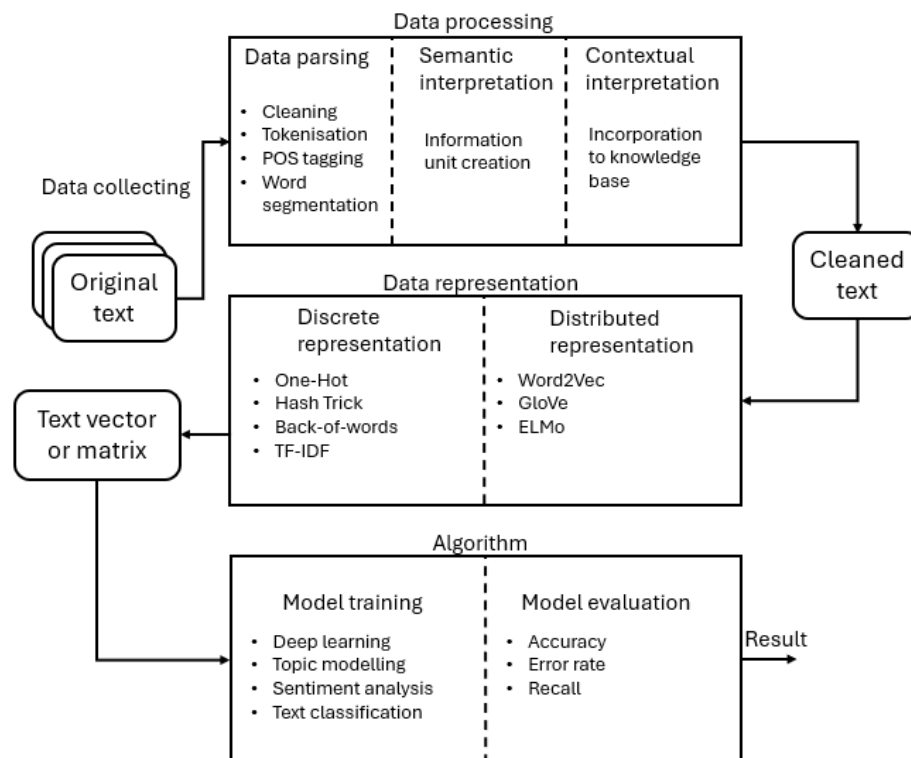 Data processing
Data parsing
• Cleaning
• Tokenisation
• POS tagging
• Word
segmentation
Semantic
interpretation
Information
unit creation
Contextual
interpretation
Incorporation
to knowledge
base
Data collecting
Original
text
Cleaned
text
Data representation
Discrete
representation
• One-Hot
• Hash Trick
• Back-of-words
• TF-IDF
Distributed
representation
• Word2Vec
• GloVe
• ELMo
Text vector
or matrix
Algorithm
Model training
• Deep learning
• Topic modelling
• Sentiment analysis
• Text classification
Model evaluation
• Accuracy
• Error rate
• Recall
Result